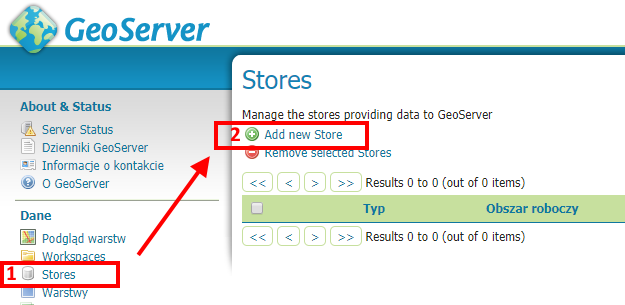 GeoServer
About & Status
Server Status
Dzienniki GeoServer
Informacje o kontakcie
O GeoServer
Dane
Podgląd warstw
Workspaces
1 Stores
Warstwy
Stores
Manage the stores providing data to GeoServer
2 Add new Store
Remove selected Stores
<< < > >> Results 0 to 0 (out of 0 items)
Typ Obszar roboczy
<< < > >> Results 0 to 0 (out of 0 items)